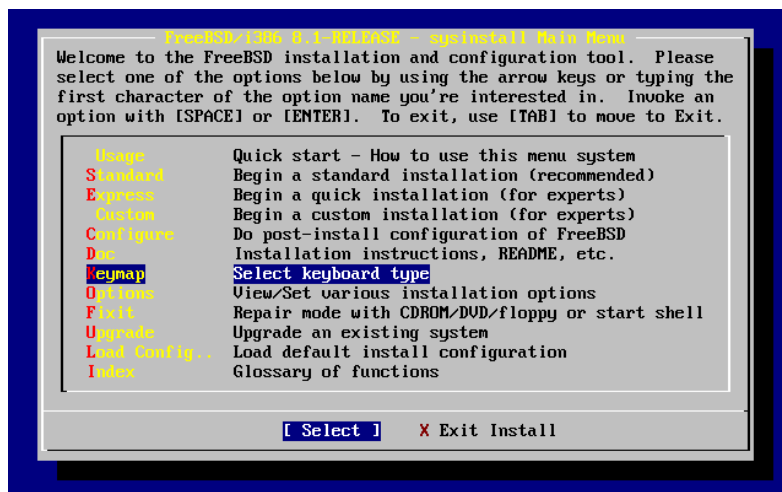 FreeBSD/i386 8.1-RELEASE - sysinstall Main Menu
Welcome to the FreeBSD installation and configuration tool.  Please
select one of the options below by using the arrow keys or typing the
first character of the option name you're interested in.  Invoke an
option with [SPACE] or [ENTER].  To exit, use [TAB] to move to Exit.
Usage Quick start - How to use this menu system
Standard Begin a standard installation (recommended)
Express Begin a quick installation (for experts)
Custom Begin a custom installation (for experts)
Configure Do post-install configuration of FreeBSD
Doc Installation instructions, README, etc.
Keymap Select keyboard type
Options View/Set various installation options
Fixit Repair mode with CDROM/DVD/floppy or start shell
Upgrade Upgrade an existing system
Load Config.. Load default install configuration
Index Glossary of functions
[ Select ] X Exit Install